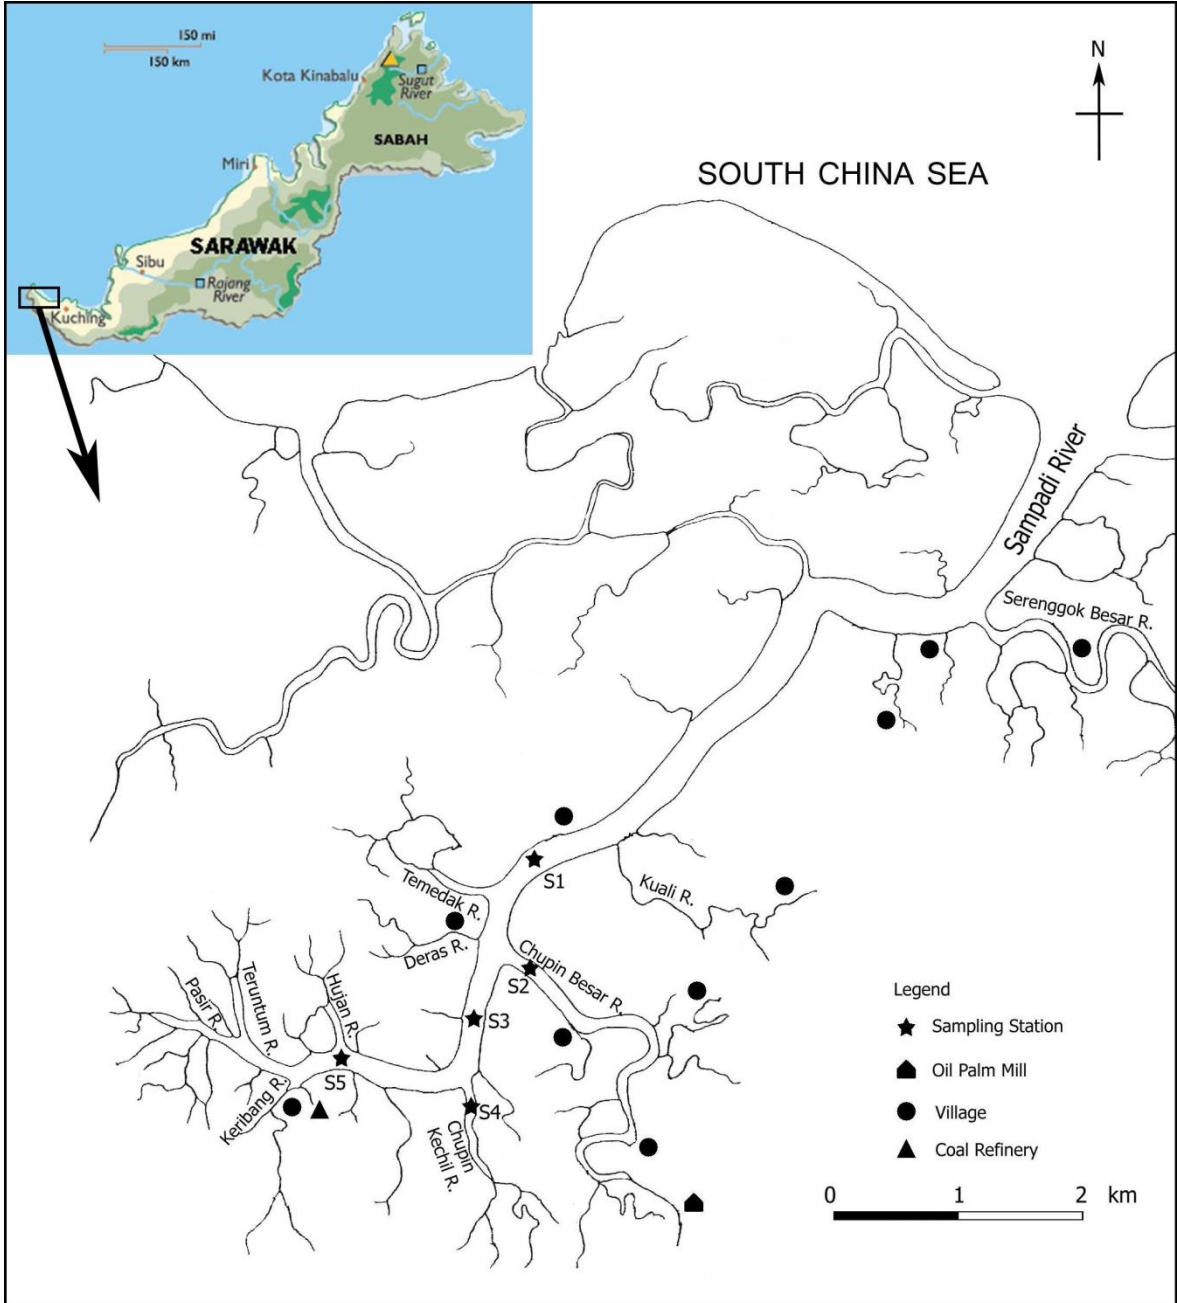 150 mi
150 km
Kota Kinabalu
Sugut
River
SABAH
Miri
SARAWAK
Sibu
Rajang
River
Kuching
N
SOUTH CHINA SEA
Sampadi River
Serenggok Besar R.
S1
Temedak R.
Kuali R.
Deras R.
Chupin Besar R.
S2
Pasir R.
Teruntum R.
Hujan R.
S3
S5
Keribang R.
S4
Chupin
Kechil R.
Legend
Sampling Station
Oil Palm Mill
Village
Coal Refinery
0 1 2 km